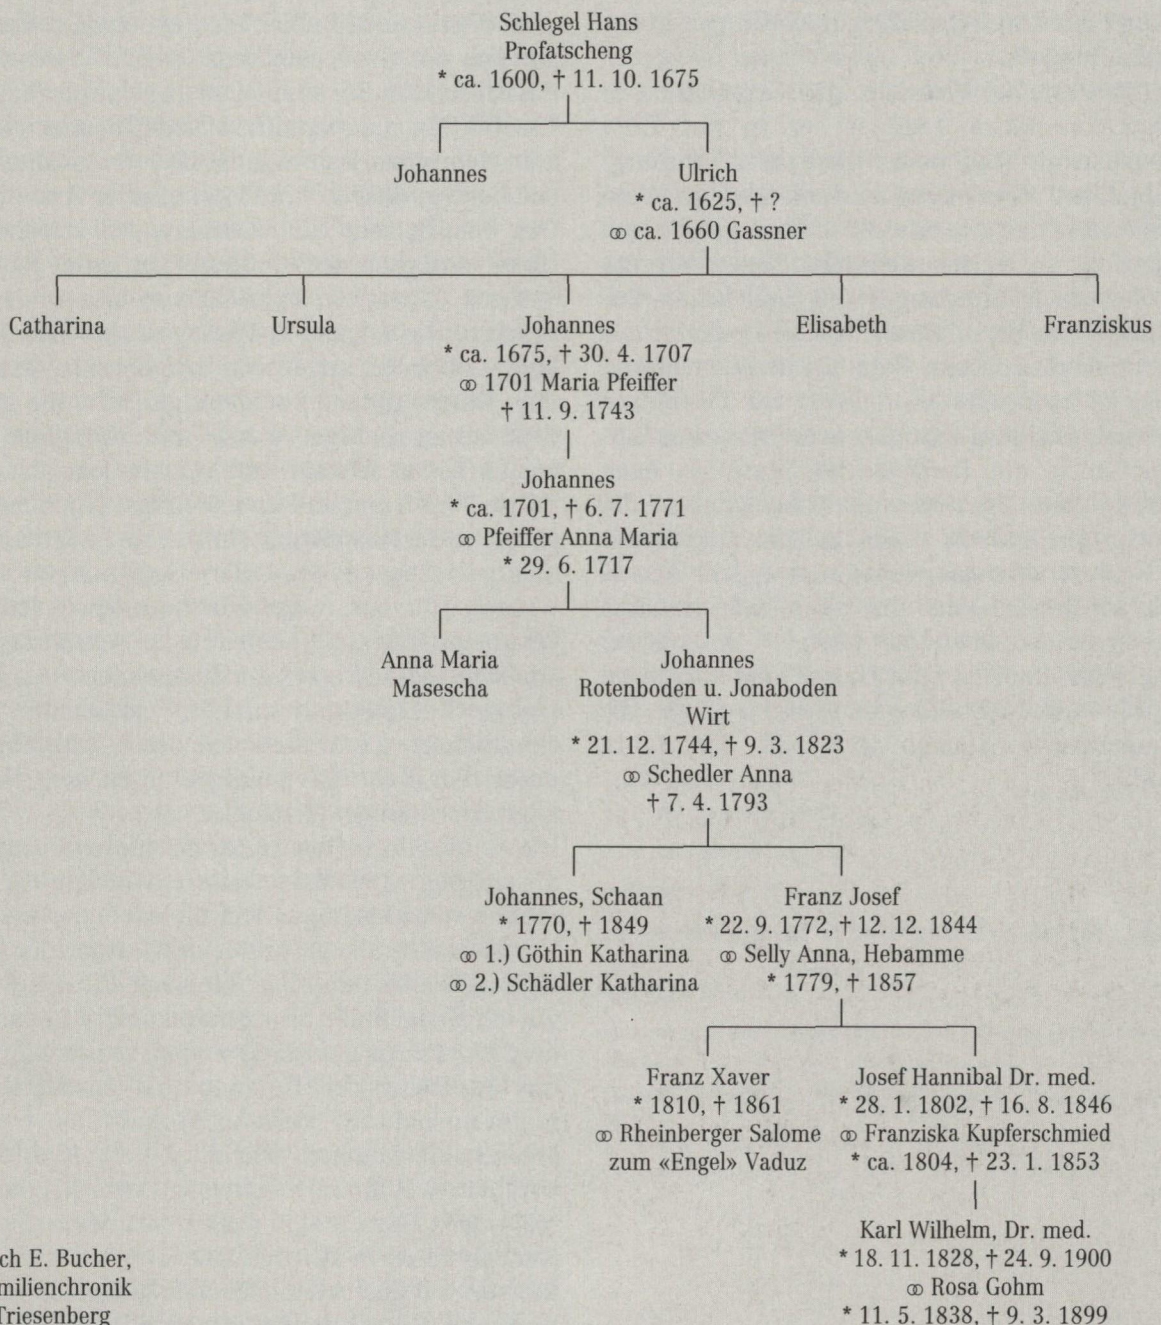 Schlegel Hans
Profatscheng
* ca. 1600, † 11. 10. 1675
Johannes
Ulrich
* ca. 1625, † ?
⚭ ca. 1660 Gassner
Catharina
Ursula
Johannes
* ca. 1675, † 30. 4. 1707
⚭ 1701 Maria Pfeiffer
† 11. 9. 1743
Elisabeth
Franziskus
Johannes
* ca. 1701, † 6. 7. 1771
⚭ Pfeiffer Anna Maria
* 29. 6. 1717
Anna Maria
Masescha
Johannes
Rotenboden u. Jonaboden
Wirt
* 21. 12. 1744, † 9. 3. 1823
⚭ Schedler Anna
† 7. 4. 1793
Johannes, Schaan
* 1770, † 1849
⚭ 1.) Göthin Katharina
⚭ 2.) Schädler Katharina
Franz Josef
* 22. 9. 1772, † 12. 12. 1844
⚭ Selly Anna, Hebamme
* 1779, † 1857
Franz Xaver
* 1810, † 1861
⚭ Rheinberger Salome
zum «Engel» Vaduz
Josef Hannibal Dr. med.
* 28. 1. 1802, † 16. 8. 1846
⚭ Franziska Kupferschmied
* ca. 1804, † 23. 1. 1853
Karl Wilhelm, Dr. med.
* 18. 11. 1828, † 24. 9. 1900
⚭ Rosa Gohm
* 11. 5. 1838, † 9. 3. 1899
ch E. Bucher,
milienchronik
Triesenberg